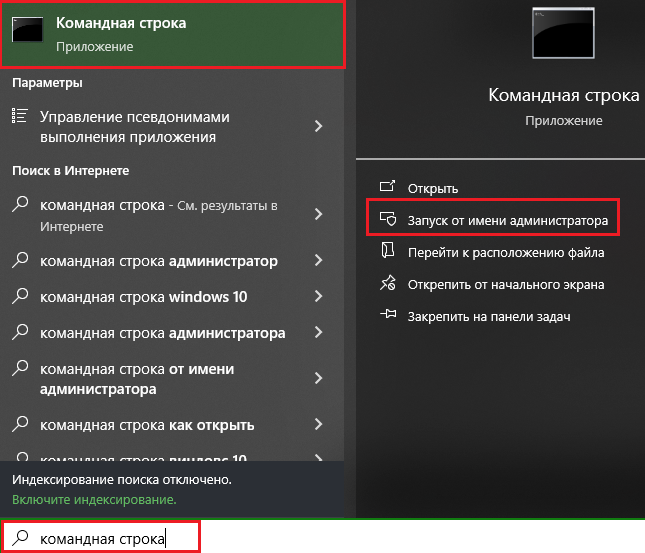 Командная строка
Приложение
Параметры
Управление псевдонимами
выполнения приложения
Поиск в Интернете
командная строка - См. результаты в
Интернете
командная строка администратор
командная строка windows 10
командная строка администратора
командная строка от имени
администратора
командная строка как открыть
командная строка виндовс 10
Индексирование поиска отключено.
Включите индексирование.
командная строка
Командная строка
Приложение
Открыть
Запуск от имени администратора
Перейти к расположению файла
Открепить от начального экрана
Закрепить на панели задач